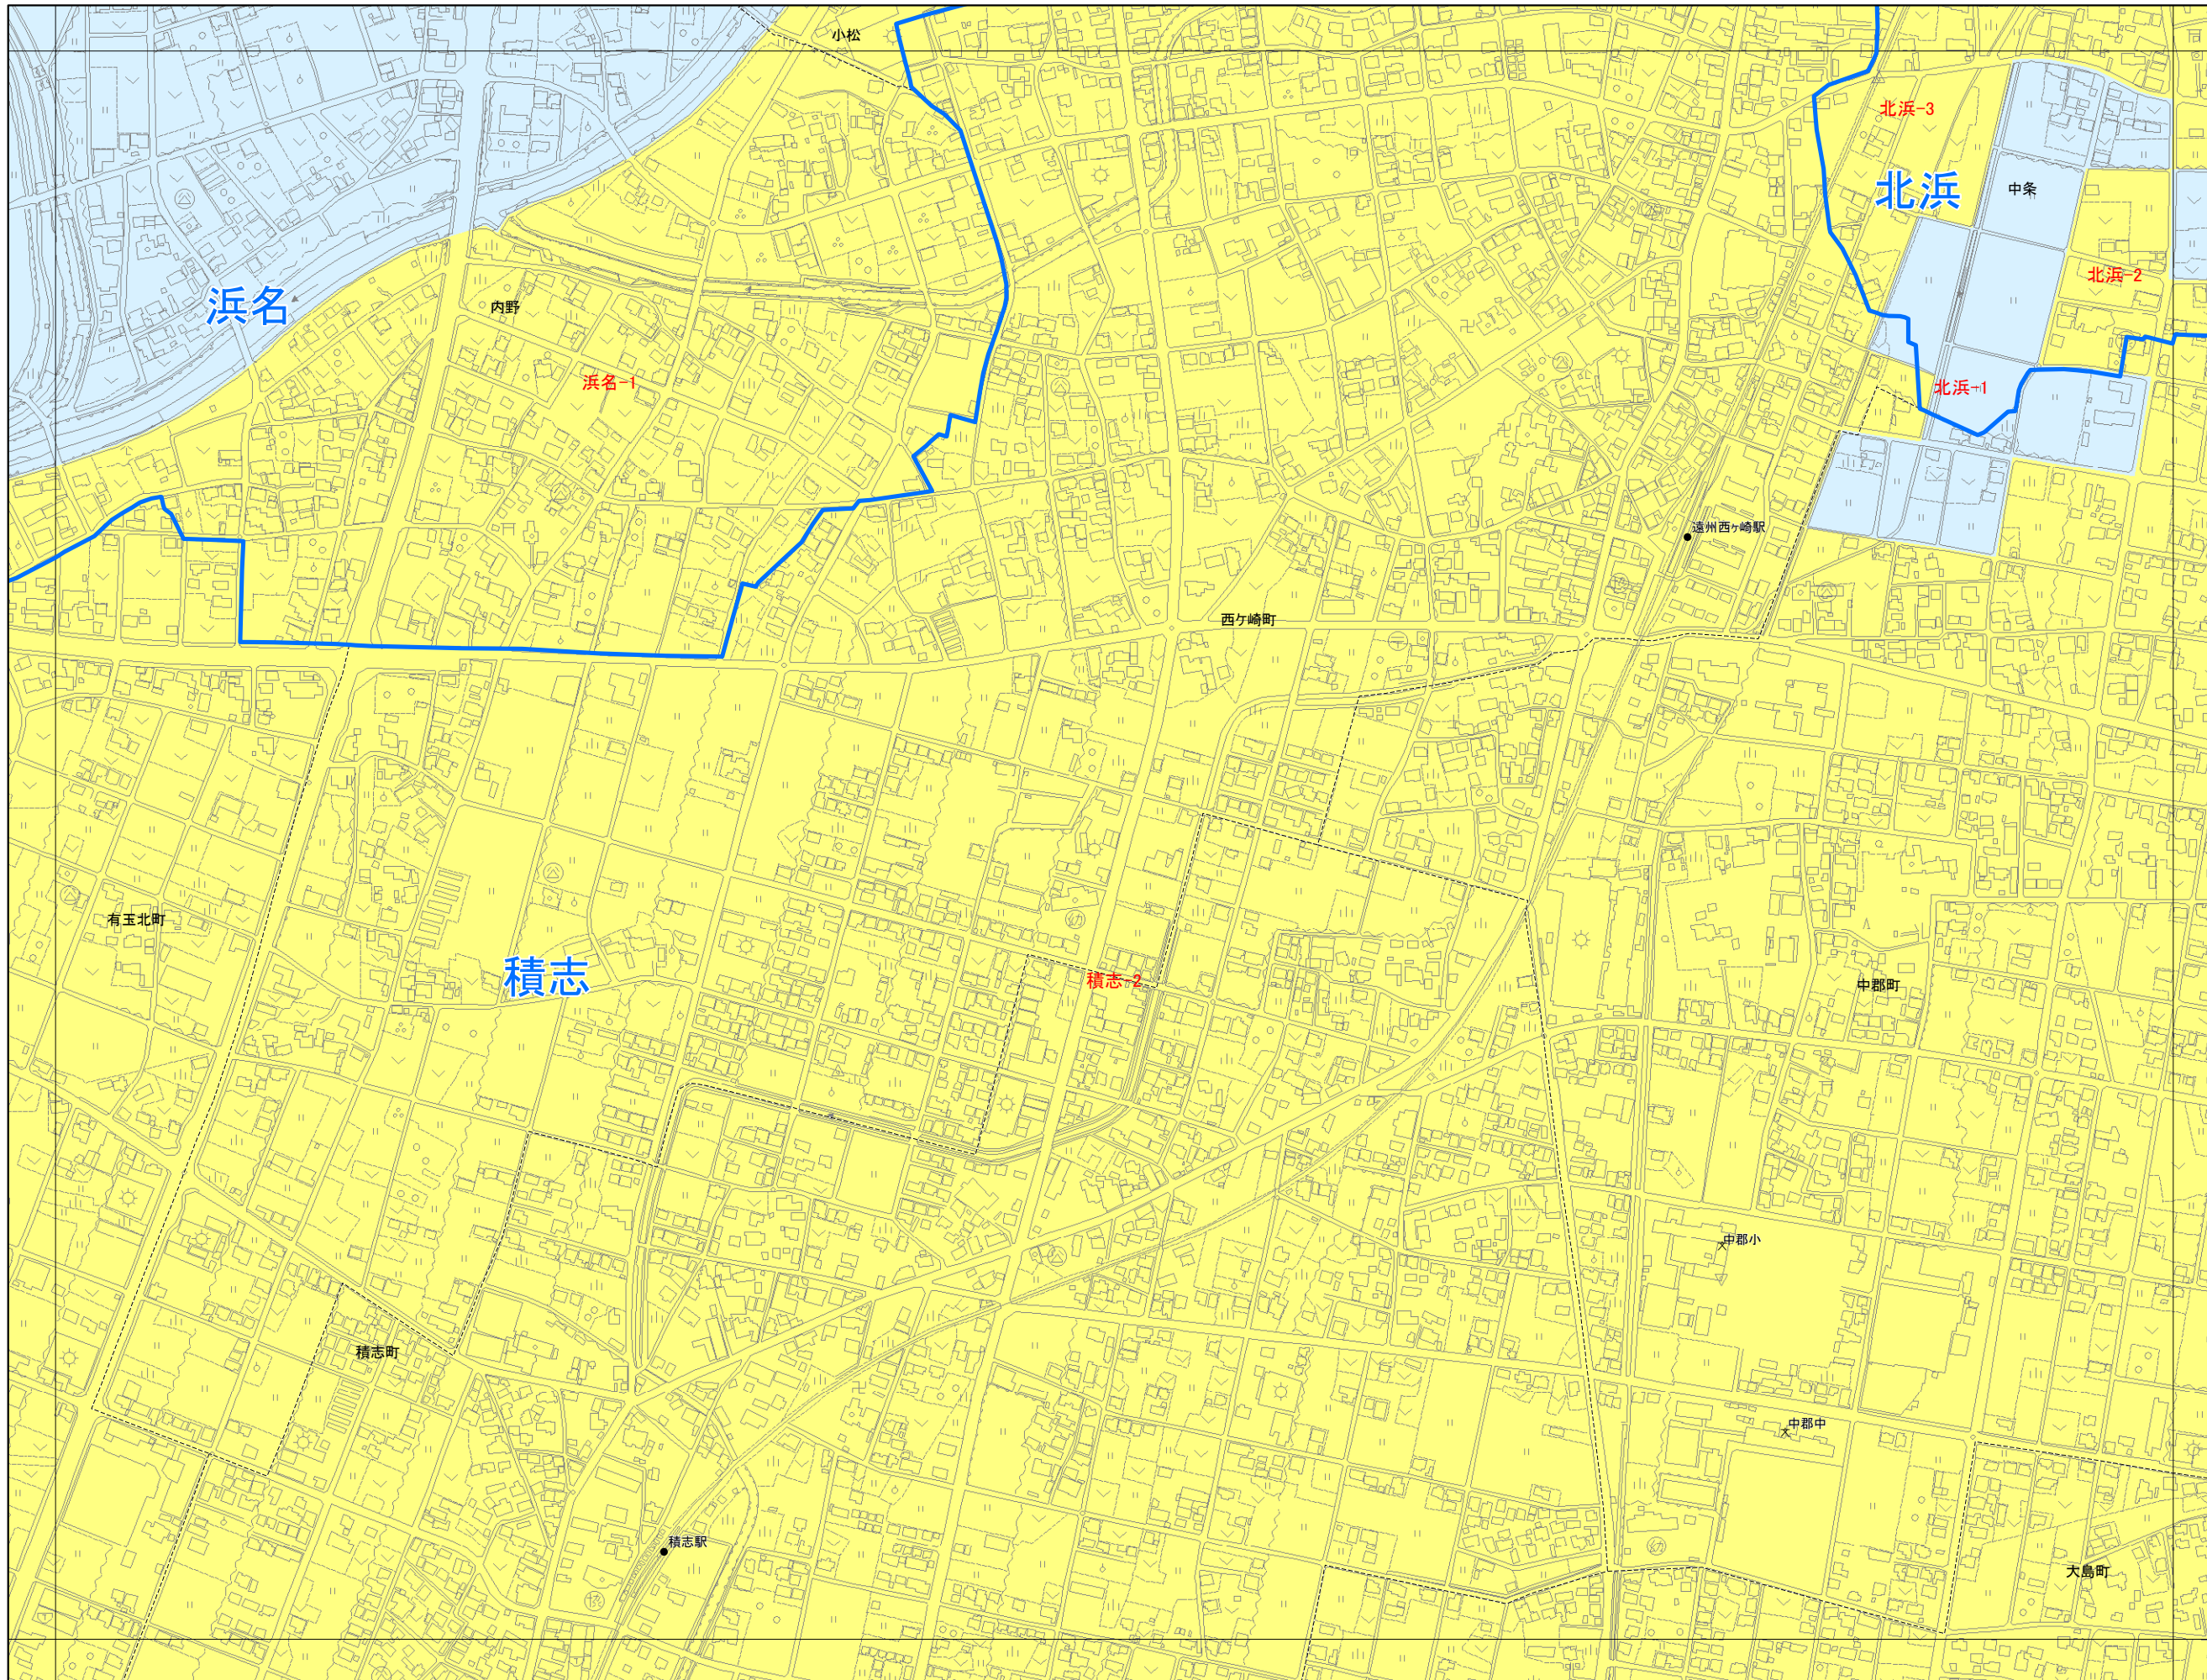 小松
北浜-3
北浜
中条
北浜-2
浜名
内野
浜名-1
北浜-1
遠州西ヶ崎駅
西ケ崎町
有玉北町
幼
積志
積志-2
中郡町
中郡小
積志町
中郡中
積志駅
幼
大島町